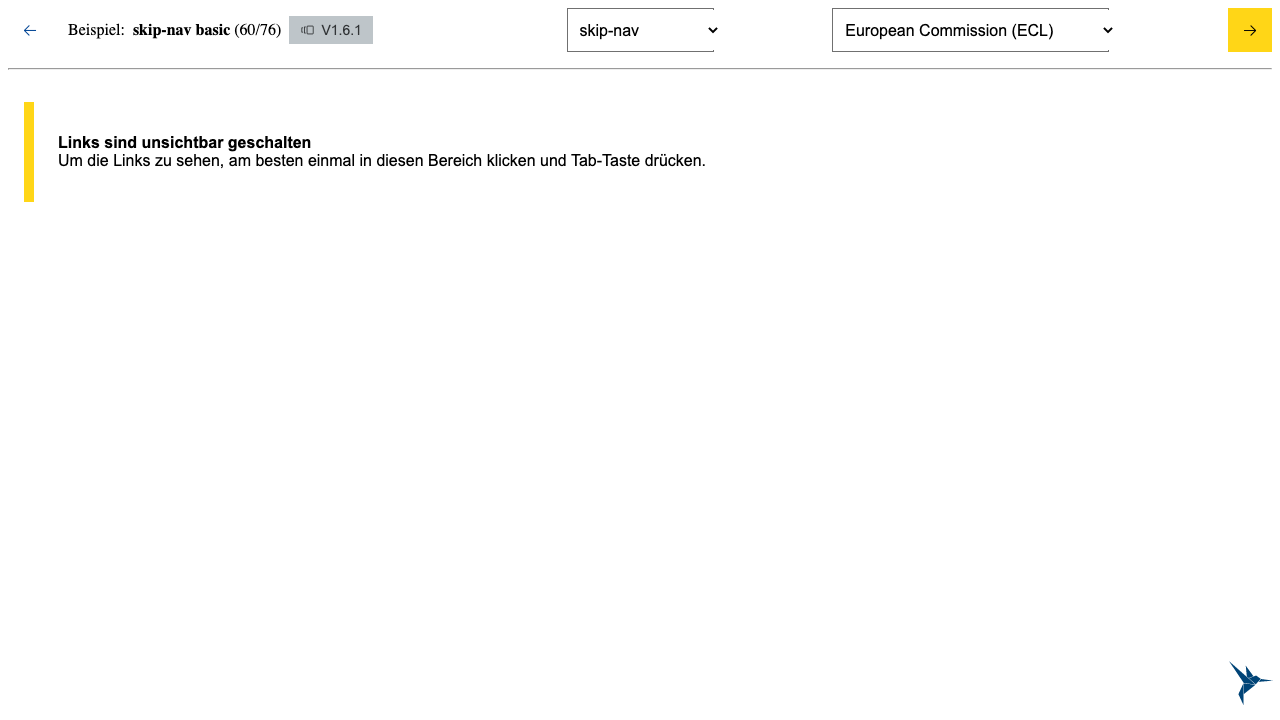 Beispiel: skip-nav basic (60/76) V1.6.1 skip-nav European Commission (ECL)
Links sind unsichtbar geschalten
Um die Links zu sehen, am besten einmal in diesen Bereich klicken und Tab-Taste drücken.